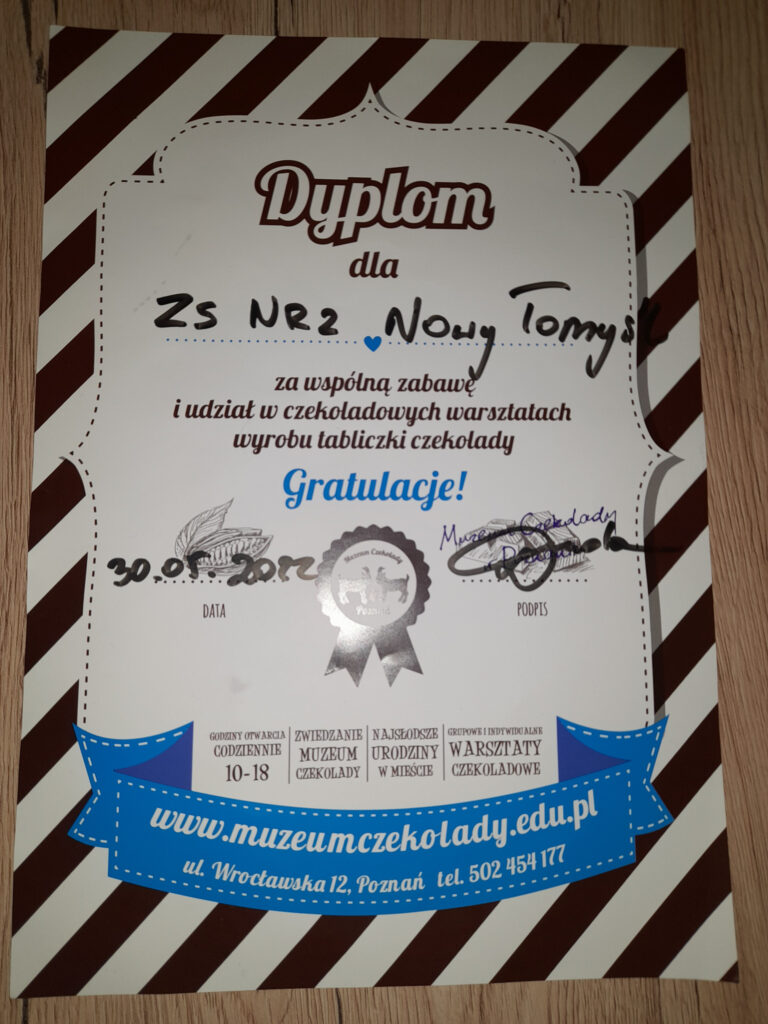 Dyplom
dla
ZS NR2 Nowy Tomyśl
za wspólną zabawę
i udział w czekoladowych warsztatach
wyrobu tabliczki czekolady
Gratulacje!
30.05.2022
DATA
Muzeum Czekolady
Poznań
Muzeum Czekolady
PODPIS
GODZINY OTWARCIA
CODZIENNIE
10-18
ZWIEDZANIE
MUZEUM
CZEKOLADY
NAJSŁODSZE
URODZINY
W MIEŚCIE
GRUPOWE I INDYWIDUALNE
WARSZTATY
CZEKOLADOWE
www.muzeumczekolady.edu.pl
ul. Wrocławska 12, Poznań tel. 502 454 177